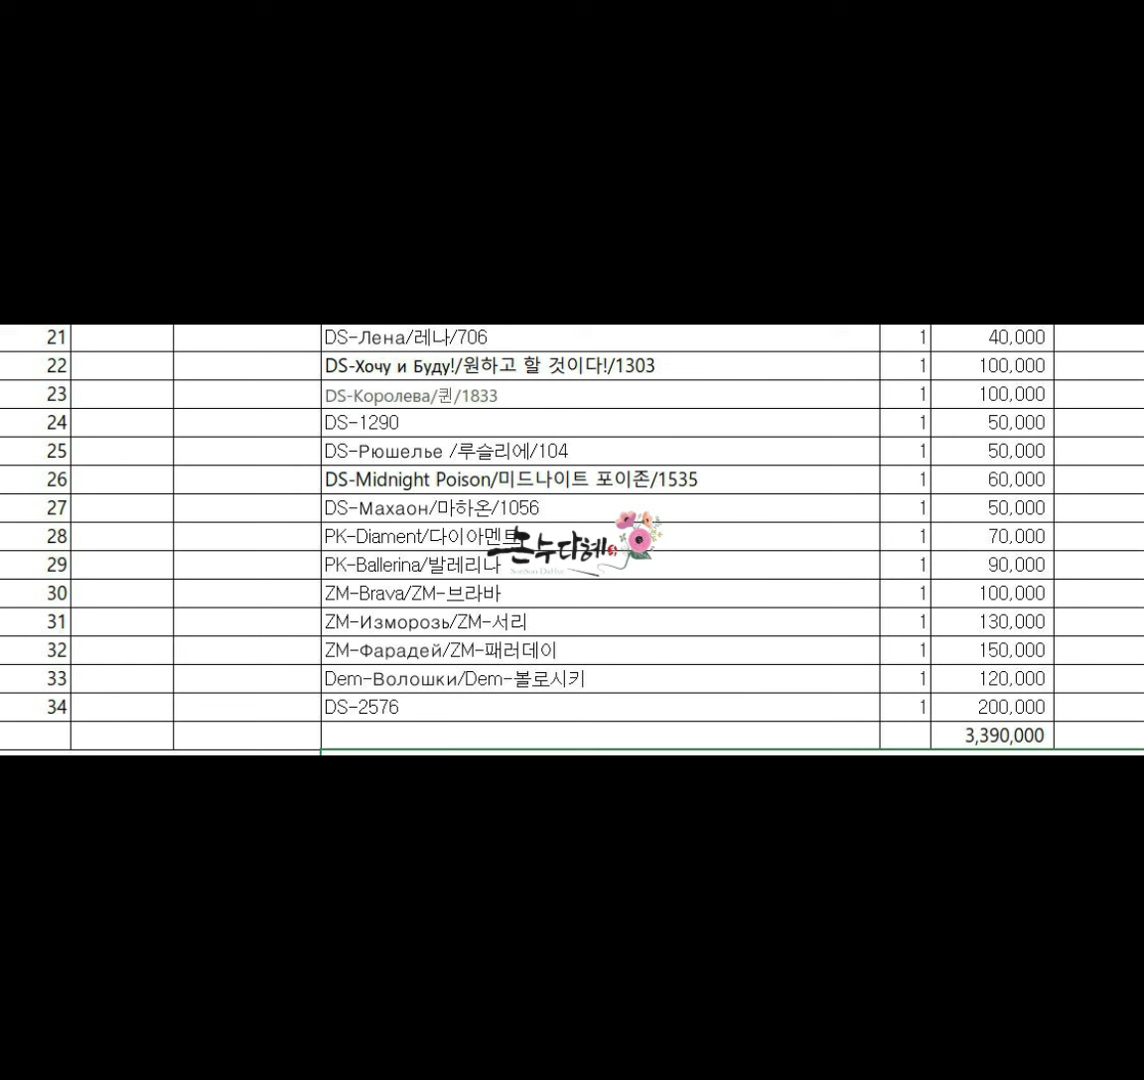 21 DS-Лена/레나/706 1 40,000
22 DS-Хочу и Буду!/원하고 할 것이다!/1303 1 100,000
23 DS-Королева/퀸/1833 1 100,000
24 DS-1290 1 50,000
25 DS-Рюшелье /루슬리에/104 1 50,000
26 DS-Midnight Poison/미드나이트 포이존/1535 1 60,000
27 DS-Махаон/마하온/1056 1 50,000
28 PK-Diament/다이아멘트 1 70,000
온수다혜
29 PK-Ballerina/발레리나 1 90,000
30 ZM-Brava/ZM-브라바 1 100,000
31 ZM-Изморозь/ZM-서리 1 130,000
32 ZM-Фарадей/ZM-패러데이 1 150,000
33 Dem-Волошки/Dem-볼로시키 1 120,000
34 DS-2576 1 200,000
3,390,000